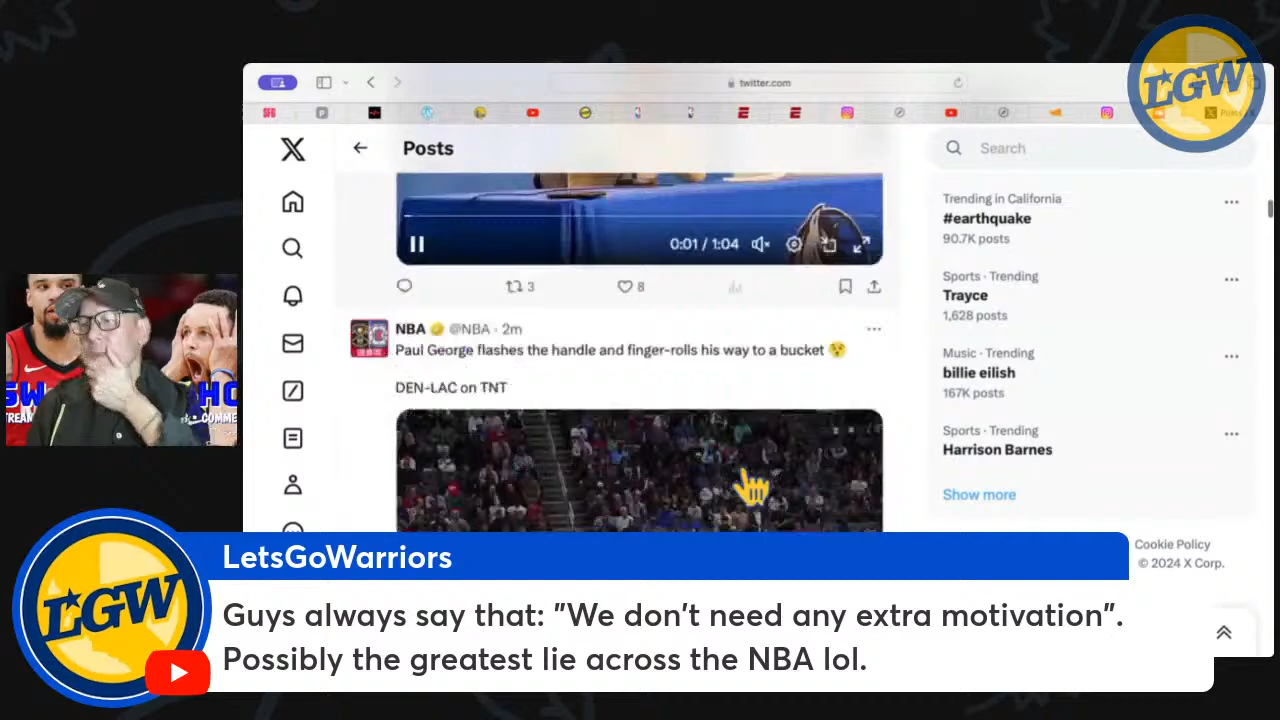 LGW
twitter.com
Posts
Search
Trending in California
#earthquake
90.7K posts
0:01 / 1:04
Sports · Trending
Trayce
1,628 posts
3
8
NBA @NBA · 2m
Paul George flashes the handle and finger-rolls his way to a bucket
DEN-LAC on TNT
Music · Trending
billie eilish
167K posts
Sports · Trending
Harrison Barnes
Show more
Cookie Policy
© 2024 X Corp.
LetsGoWarriors
LGW
Guys always say that: "We don't need any extra motivation".
Possibly the greatest lie across the NBA lol.